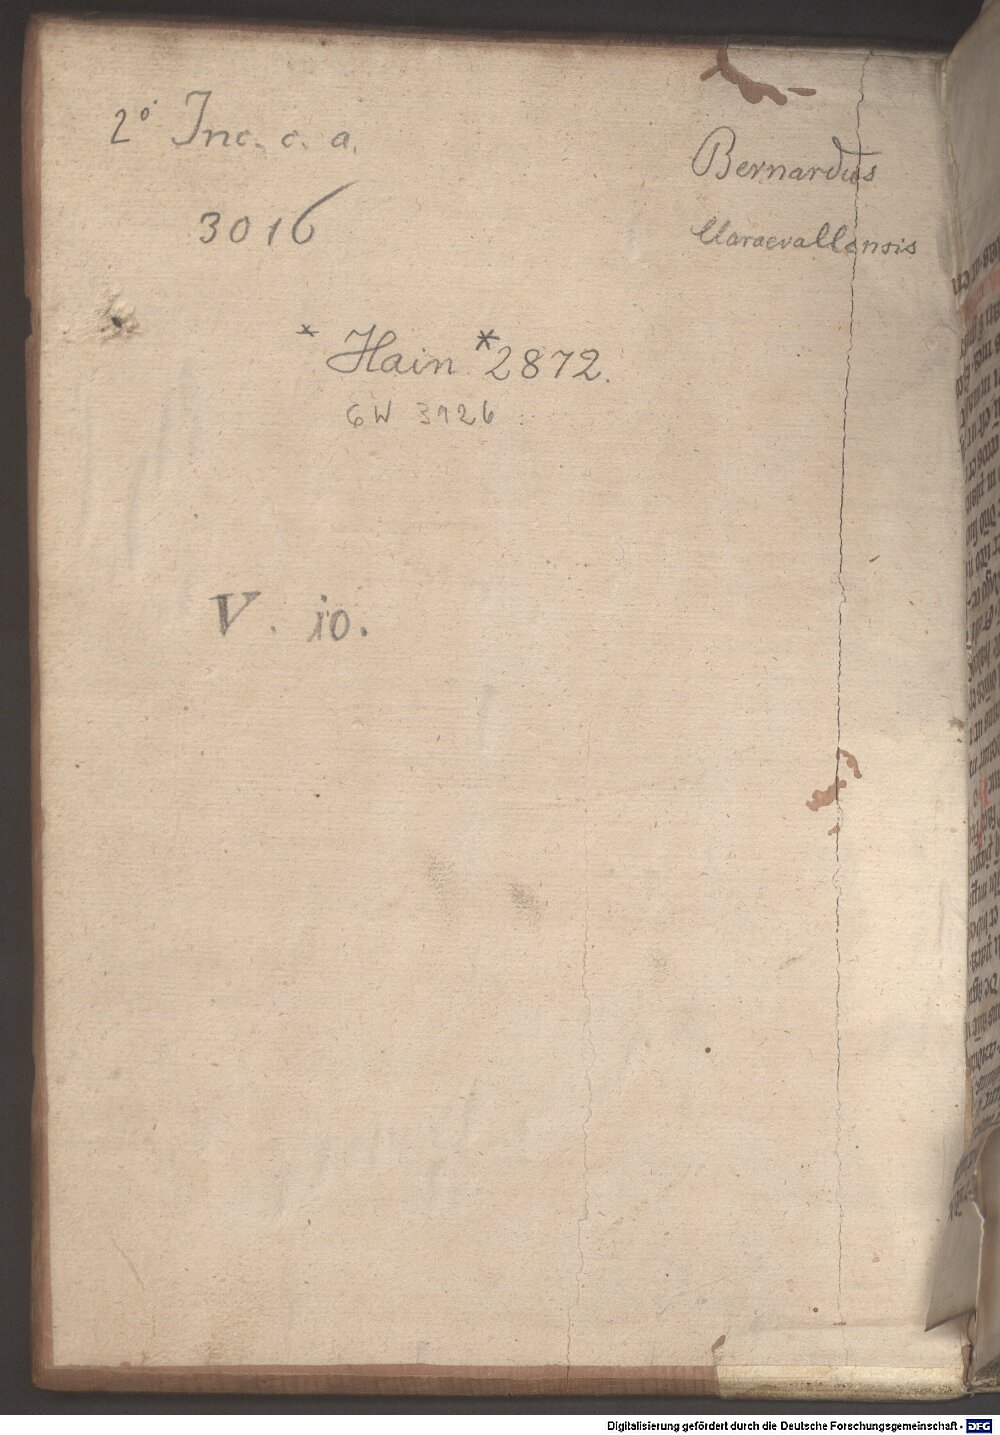 2° Inc. c. a.
3016
Bernardus
Claraevallensis
* Hain *2872.
GW 3926
V. 10.
Digitalisierung gefördert durch die Deutsche Forschungsgemeinschaft - DFG